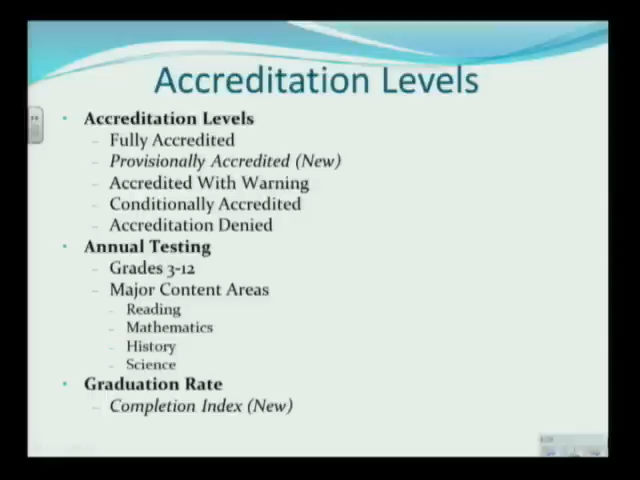 Accreditation Levels
• Accreditation Levels
– Fully Accredited
– Provisionally Accredited (New)
– Accredited With Warning
– Conditionally Accredited
– Accreditation Denied
• Annual Testing
– Grades 3-12
– Major Content Areas
– Reading
– Mathematics
– History
– Science
• Graduation Rate
– Completion Index (New)